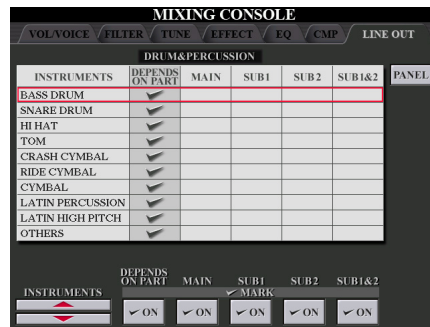 MIXING CONSOLE
VOL/VOICE FILTER TUNE EFFECT EQ CMP LINE OUT
DRUM&PERCUSSION
INSTRUMENTS DEPENDS ON PART MAIN SUB1 SUB2 SUB1&2 PANEL
BASS DRUM
SNARE DRUM
HI HAT
TOM
CRASH CYMBAL
RIDE CYMBAL
CYMBAL
LATIN PERCUSSION
LATIN HIGH PITCH
OTHERS
INSTRUMENTS DEPENDS ON PART MAIN SUB1 SUB2 SUB1&2
✓ MARK
✓ ON ✓ ON ✓ ON ✓ ON ✓ ON